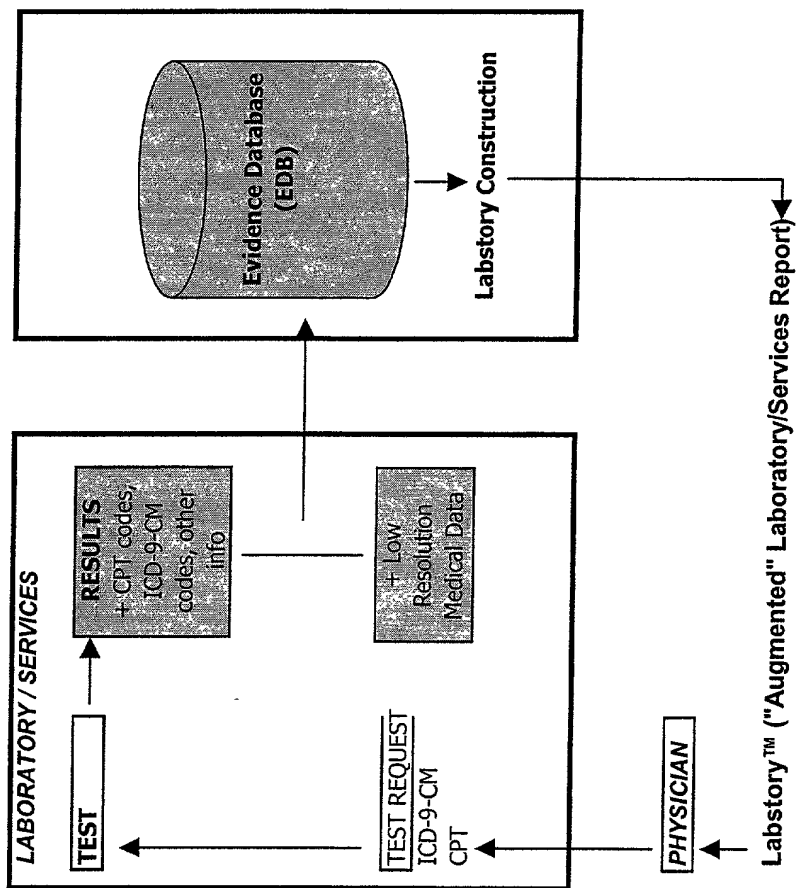 LABORATORY / SERVICES
TEST
RESULTS
+ CPT codes,
ICD-9-CM
codes, other
info
TEST REQUEST
ICD-9-CM
CPT
+ Low
Resolution
Medical Data
PHYSICIAN
Evidence Database
(EDB)
Labstory Construction
Labstory™ ("Augmented" Laboratory/Services Report)